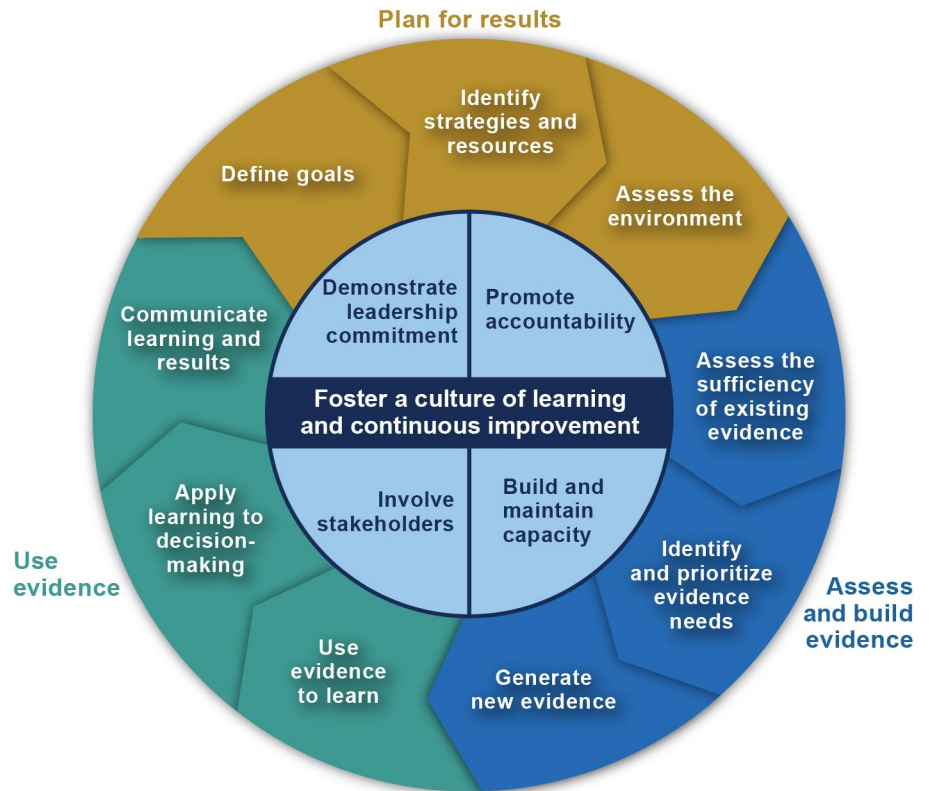 Plan for results
Identify
strategies and
resources
Define goals
Assess the
environment
Communicate
learning and
results
Demonstrate
leadership
commitment
Promote
accountability
Assess the
sufficiency
of existing
evidence
Foster a culture of learning
and continuous improvement
Apply
learning to
decision-
making
Involve
stakeholders
Build and
maintain
capacity
Identify
and prioritize
evidence
needs
Use
evidence
Assess
and build
evidence
Use
evidence
to learn
Generate
new evidence